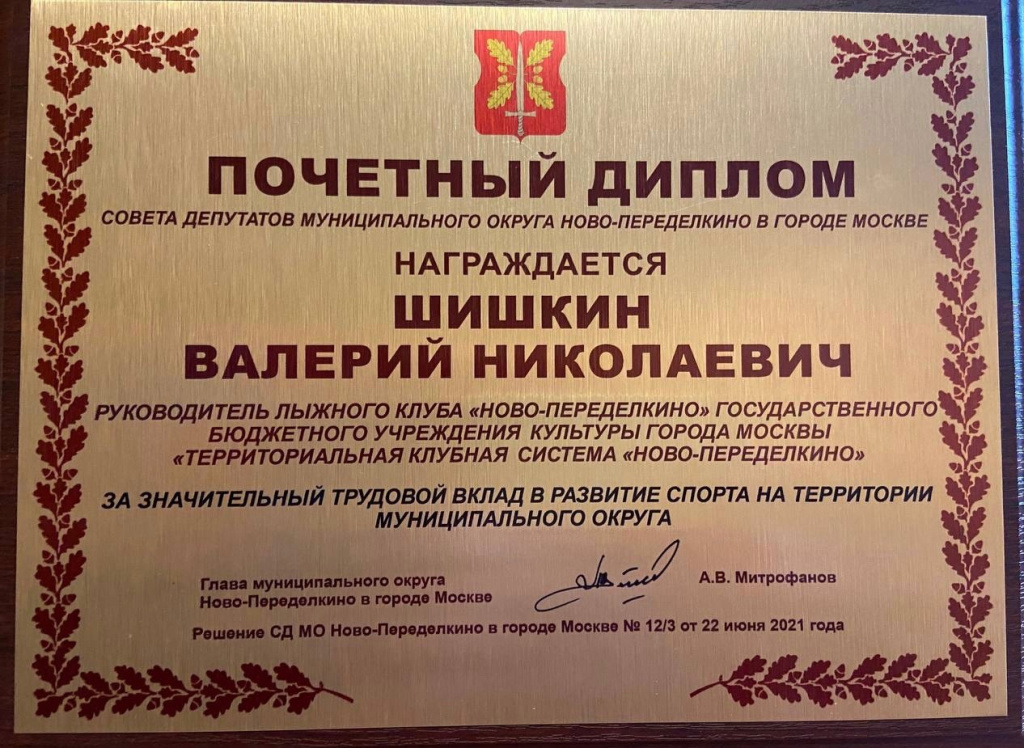 ПОЧЕТНЫЙ ДИПЛОМ
СОВЕТА ДЕПУТАТОВ МУНИЦИПАЛЬНОГО ОКРУГА НОВО-ПЕРЕДЕЛКИНО В ГОРОДЕ МОСКВЕ
НАГРАЖДАЕТСЯ
ШИШКИН
ВАЛЕРИЙ НИКОЛАЕВИЧ
РУКОВОДИТЕЛЬ ЛЫЖНОГО КЛУБА «НОВО-ПЕРЕДЕЛКИНО» ГОСУДАРСТВЕННОГО
БЮДЖЕТНОГО УЧРЕЖДЕНИЯ КУЛЬТУРЫ ГОРОДА МОСКВЫ
«ТЕРРИТОРИАЛЬНАЯ КЛУБНАЯ СИСТЕМА «НОВО-ПЕРЕДЕЛКИНО»
ЗА ЗНАЧИТЕЛЬНЫЙ ТРУДОВОЙ ВКЛАД В РАЗВИТИЕ СПОРТА НА ТЕРРИТОРИИ
МУНИЦИПАЛЬНОГО ОКРУГА
Глава муниципального округа
Ново-Переделкино в городе Москве
А.В. Митрофанов
Решение СД МО Ново-Переделкино в городе Москве № 12/3 от 22 июня 2021 года